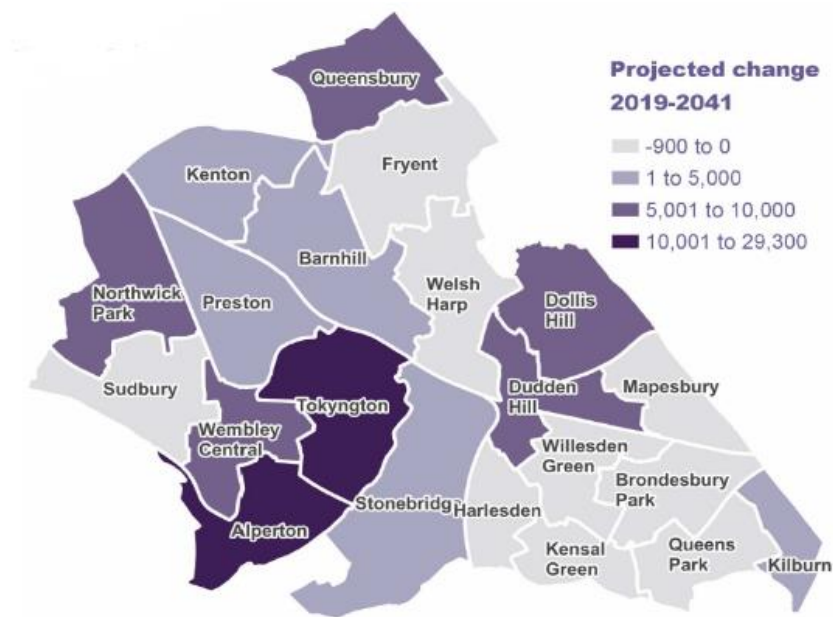 Queensbury
Projected change
2019-2041
-900 to 0
1 to 5,000
5,001 to 10,000
10,001 to 29,300
Fryent
Kenton
Barnhill
Welsh
Harp
Northwick
Park
Preston
Dollis
Hill
Sudbury
Tokyngton
Dudden
Hill
Mapesbury
Wembley
Central
Willesden
Green
Brondesbury
Park
Stonebridge
Harlesden
Alperton
Kensal
Green
Queens
Park
Kilburn